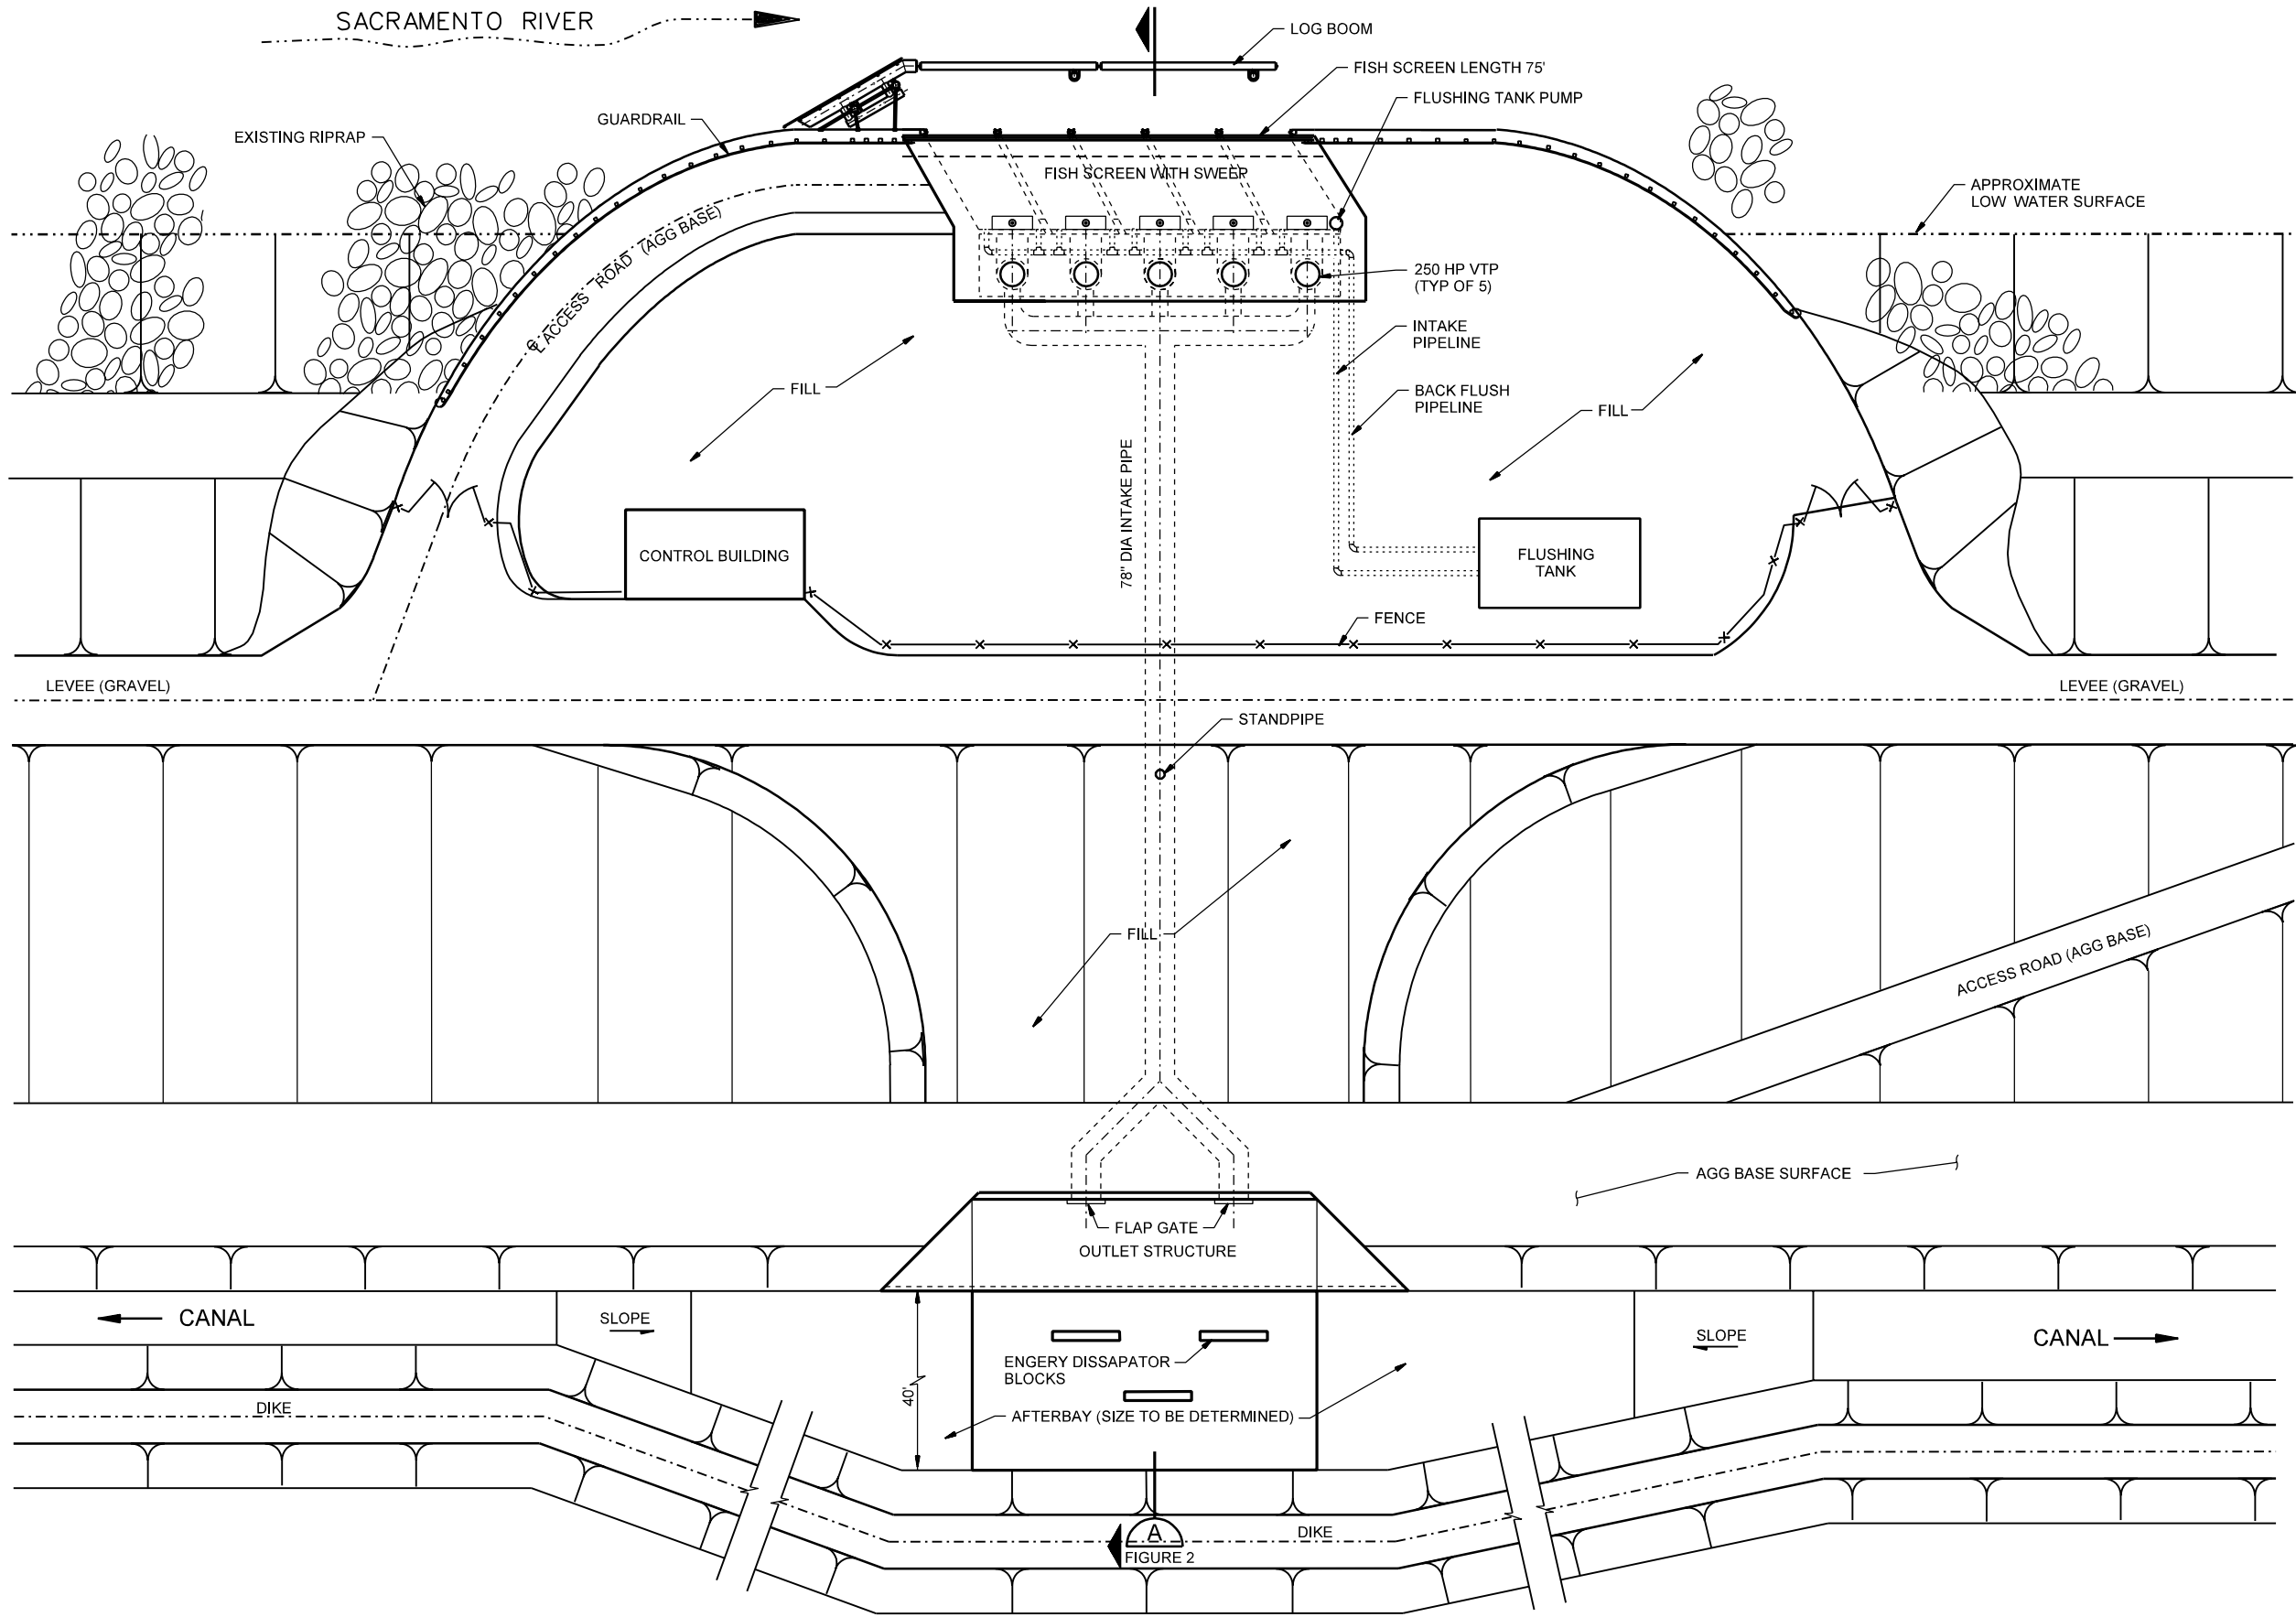 SACRAMENTO RIVER
LOG BOOM
FISH SCREEN LENGTH 75'
FLUSHING TANK PUMP
GUARDRAIL
EXISTING RIPRAP
FISH SCREEN WITH SWEEP
APPROXIMATE
LOW WATER SURFACE
℄ ACCESS ROAD (AGG BASE)
250 HP VTP
(TYP OF 5)
INTAKE
PIPELINE
FILL
BACK FLUSH
PIPELINE
FILL
78" DIA INTAKE PIPE
CONTROL BUILDING
FLUSHING
TANK
FENCE
LEVEE (GRAVEL)
LEVEE (GRAVEL)
STANDPIPE
FILL
ACCESS ROAD (AGG BASE)
AGG BASE SURFACE
FLAP GATE
OUTLET STRUCTURE
CANAL
SLOPE
SLOPE
CANAL
ENGERY DISSAPATOR
BLOCKS
40'
DIKE
AFTERBAY (SIZE TO BE DETERMINED)
A
DIKE
FIGURE 2